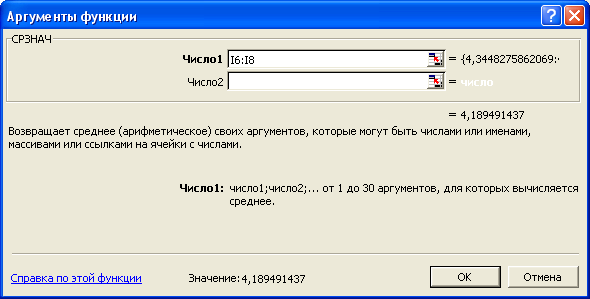 Аргументы функции
СРЗНАЧ
Число1 I6:I8 = {4,3448275862069:
Число2 = число
= 4,189491437
Возвращает среднее (арифметическое) своих аргументов, которые могут быть числами или именами,
массивами или ссылками на ячейки с числами.
Число1: число1;число2;... от 1 до 30 аргументов, для которых вычисляется
среднее.
Справка по этой функции Значение:4,189491437 ОК Отмена